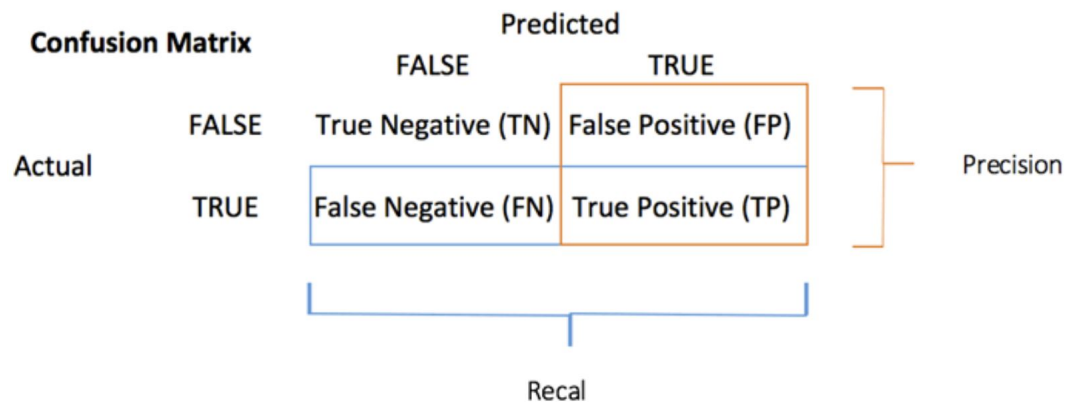 Predicted
Confusion Matrix
FALSE TRUE
FALSE True Negative (TN) False Positive (FP)
Actual
Precision
TRUE False Negative (FN) True Positive (TP)
Recal